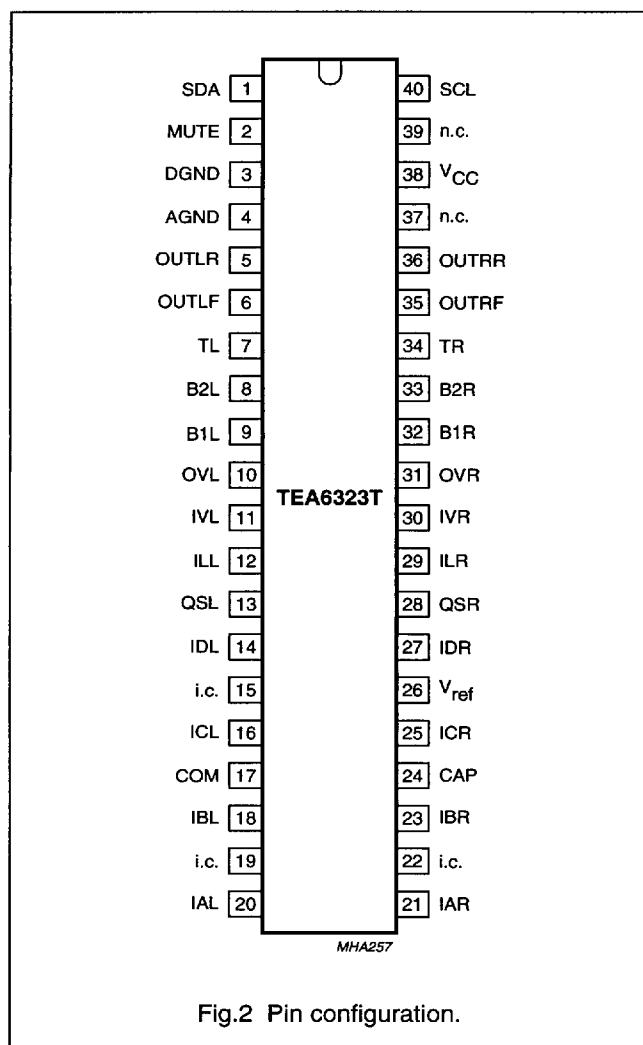 SDA 1 40 SCL
MUTE 2 39 n.c.
DGND 3 38 VCC
AGND 4 37 n.c.
OUTLR 5 36 OUTRR
OUTLF 6 35 OUTRF
TL 7 34 TR
B2L 8 33 B2R
B1L 9 32 B1R
OVL 10 31 OVR
TEA6323T
IVL 11 30 IVR
ILL 12 29 ILR
QSL 13 28 QSR
IDL 14 27 IDR
i.c. 15 26 Vref
ICL 16 25 ICR
COM 17 24 CAP
IBL 18 23 IBR
i.c. 19 22 i.c.
IAL 20 21 IAR
MHA257
Fig.2 Pin configuration.